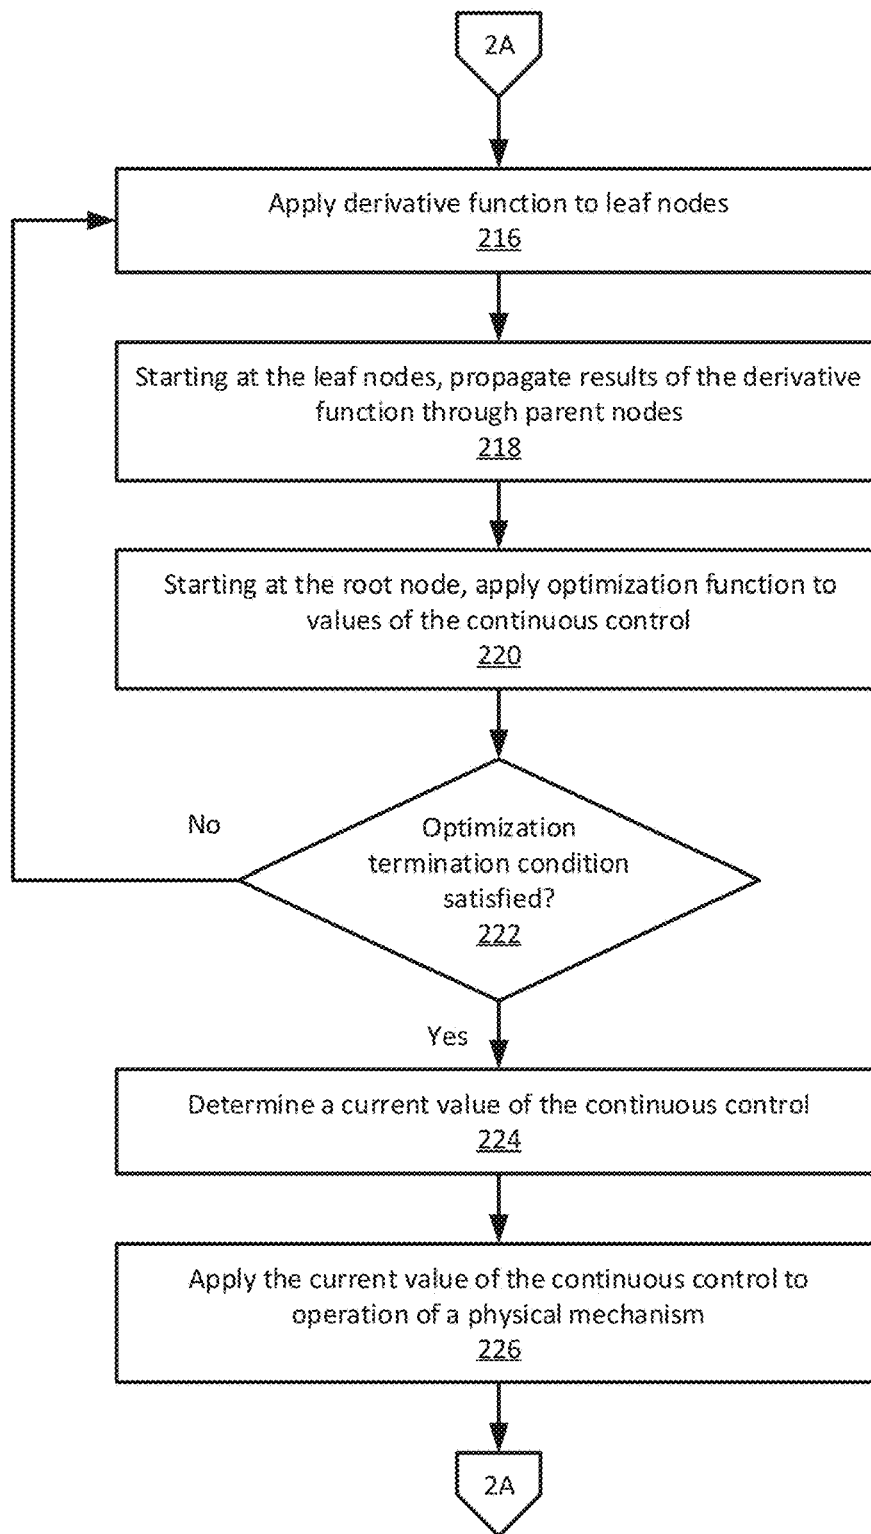 2A
Apply derivative function to leaf nodes
216
Starting at the leaf nodes, propagate results of the derivative
function through parent nodes
218
Starting at the root node, apply optimization function to
values of the continuous control
220
No
Optimization
termination condition
satisfied?
222
Yes
Determine a current value of the continuous control
224
Apply the current value of the continuous control to
operation of a physical mechanism
226
2A